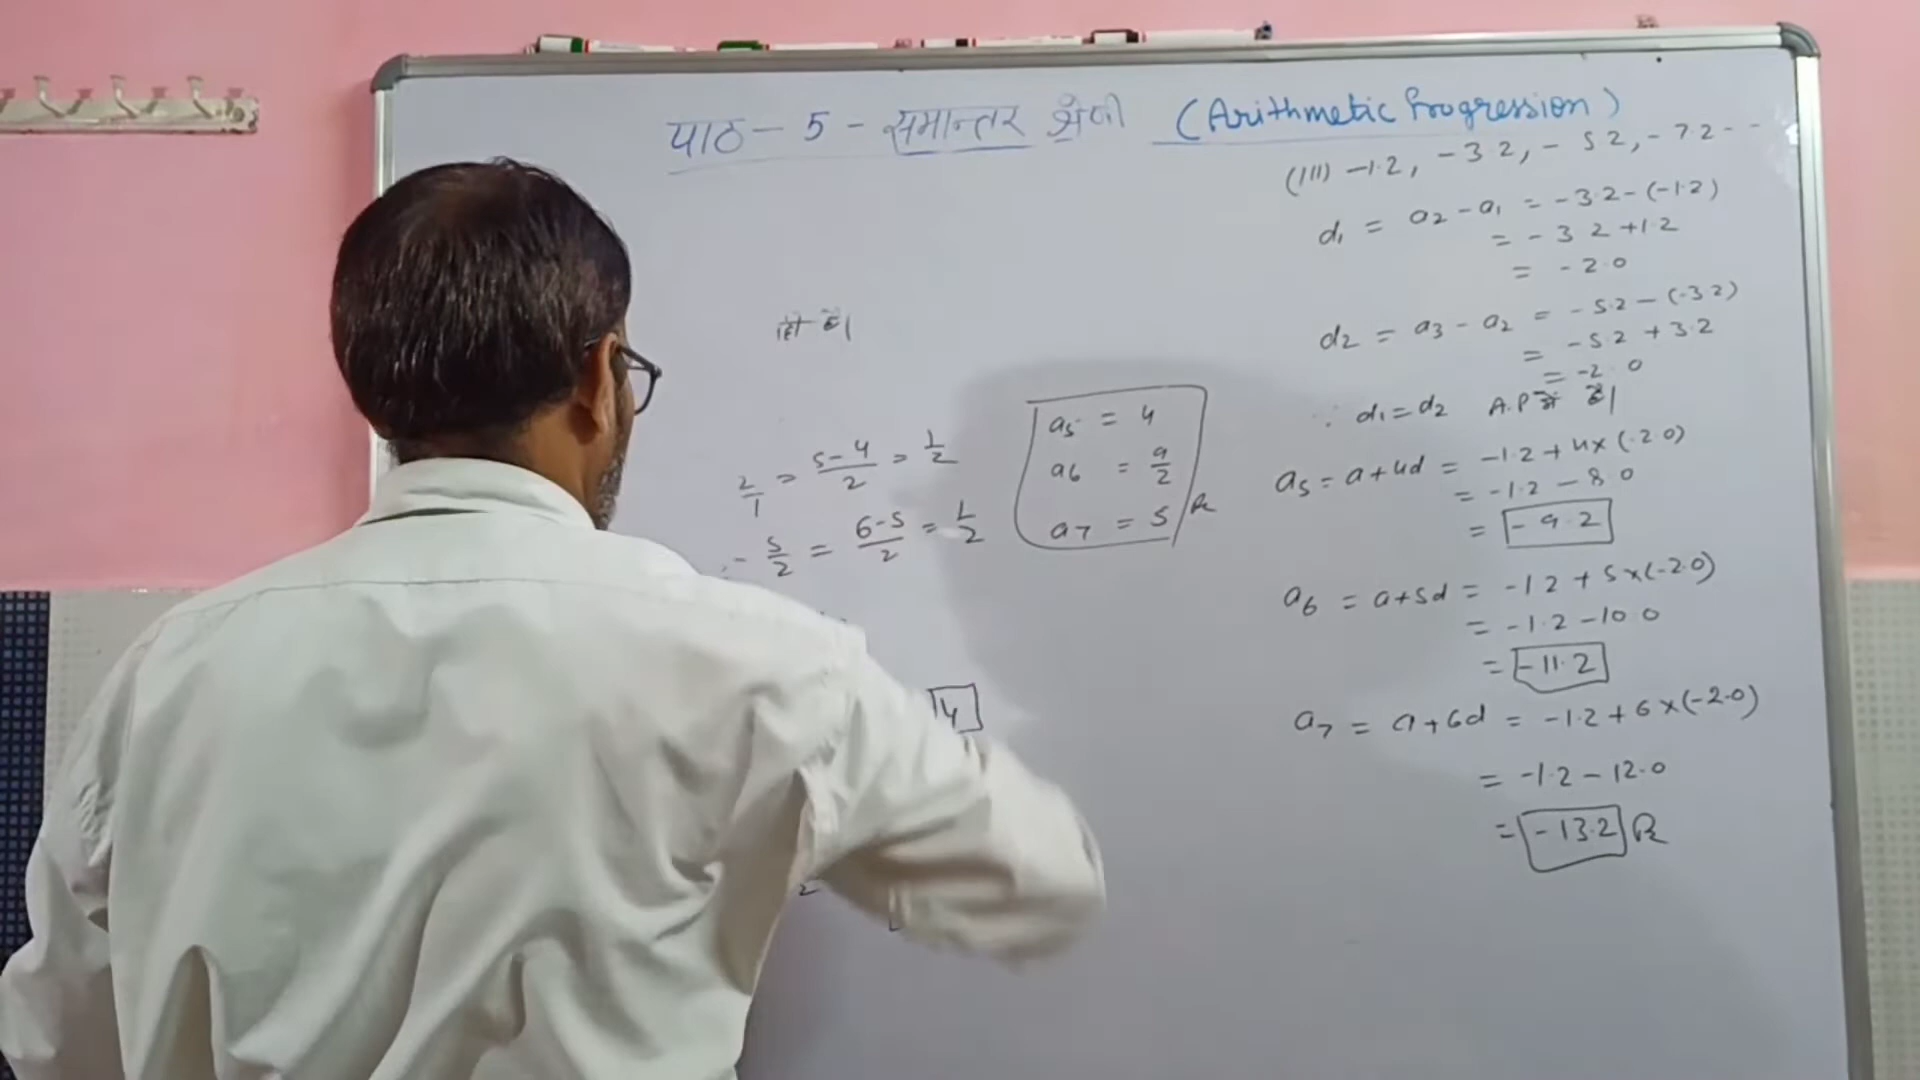 पाठ - 5 - समान्तर श्रेणी (Arithmetic Progression)
ही है।
2/1 = (5-4)/2 = 1/2
- 5/2 = (6-5)/2 = 1/2
4
2
a5 = 4
a6 = 9/2
a7 = 5
(III) -1.2, -3.2, -5.2, -7.2 - -
d1 = a2 - a1 = -3.2 - (-1.2)
= -3.2 + 1.2
= -2.0
d2 = a3 - a2 = -5.2 - (-3.2)
= -5.2 + 3.2
= -2.0
∵ d1 = d2 A.P में है।
a5 = a+4d = -1.2 + 4x(-2.0)
= -1.2 - 8.0
= -9.2
a6 = a+5d = -1.2 + 5x(-2.0)
= -1.2 - 10.0
= -11.2
a7 = a+6d = -1.2 + 6x(-2.0)
= -1.2 - 12.0
= -13.2